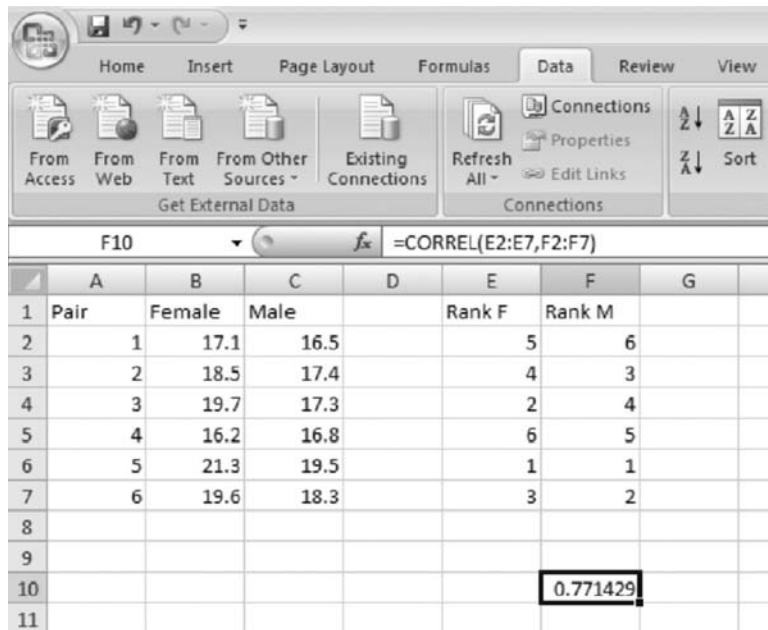 Home Insert Page Layout Formulas Data Review View
From Access
From Web
From Text
From Other Sources
Existing Connections
Get External Data
Refresh All
Connections
Properties
Edit Links
Connections
A Z
Z A
A Z Z A
Sort
F10 fx =CORREL(E2:E7,F2:F7)
A B C D E F G
1 Pair Female Male Rank F Rank M
2 1 17.1 16.5 5 6
3 2 18.5 17.4 4 3
4 3 19.7 17.3 2 4
5 4 16.2 16.8 6 5
6 5 21.3 19.5 1 1
7 6 19.6 18.3 3 2
8
9
10 0.771429
11